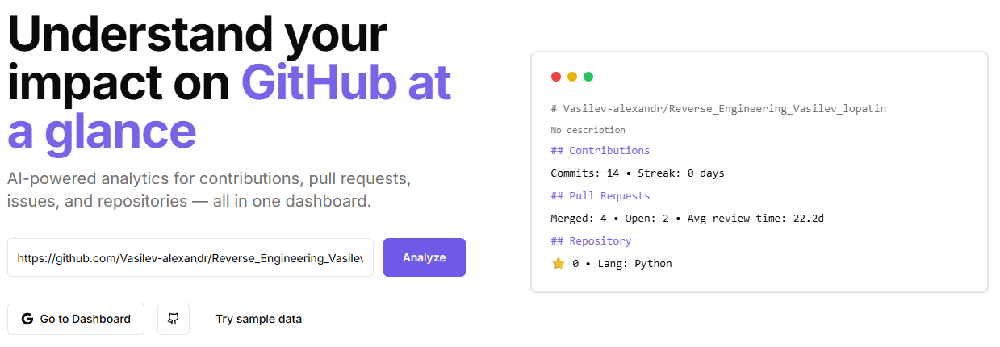 Understand your
impact on GitHub at
a glance
AI-powered analytics for contributions, pull requests,
issues, and repositories — all in one dashboard.
https://github.com/Vasilev-alexandr/Reverse_Engineering_Vasilev
Analyze
Go to Dashboard
Try sample data
# Vasilev-alexandr/Reverse_Engineering_Vasilev_lopatin
No description
## Contributions
Commits: 14 • Streak: 0 days
## Pull Requests
Merged: 4 • Open: 2 • Avg review time: 22.2d
## Repository
⭐ 0 • Lang: Python